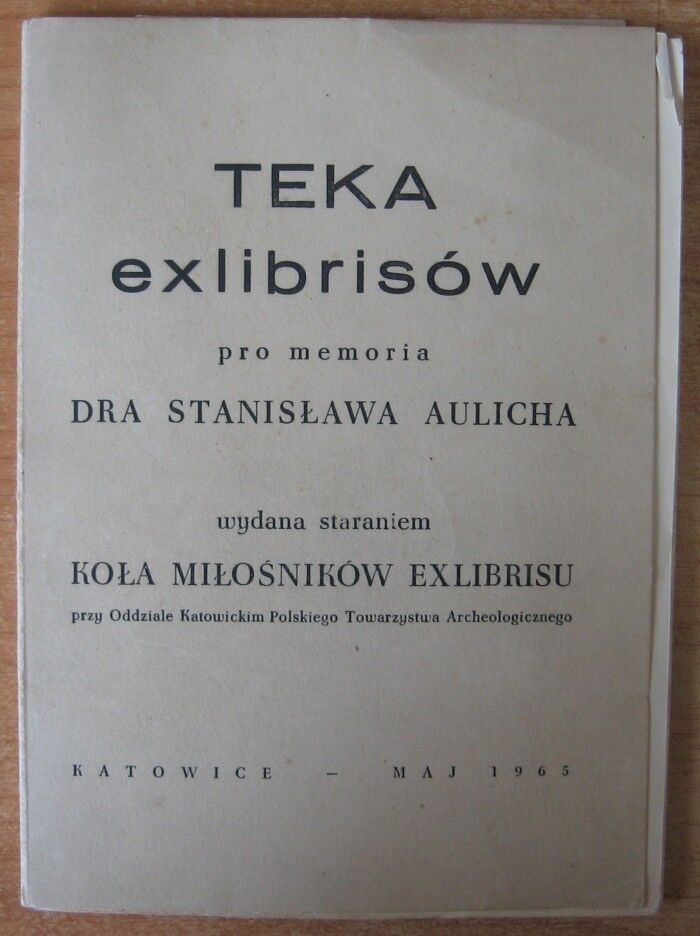 TEKA
exlibrisów
pro memoria
DRA STANISŁAWA AULICHA
wydana staraniem
KOŁA MIŁOŚNIKÓW EXLIBRISU
przy Oddziale Katowickim Polskiego Towarzystwa Archeologicznego
KATOWICE – MAJ 1965